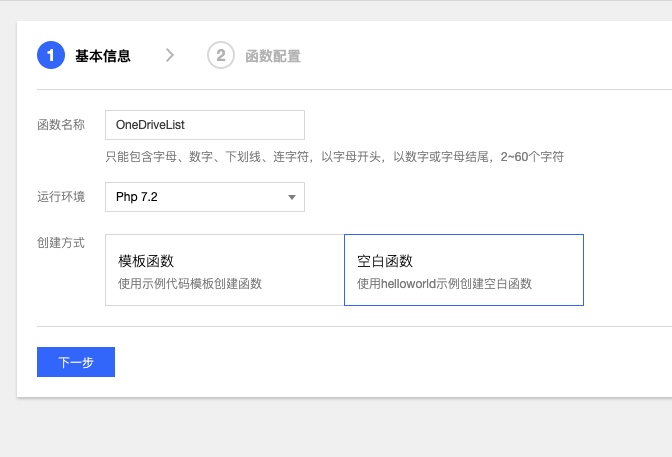 1 基本信息 2 函数配置
函数名称 OneDriveList
只能包含字母、数字、下划线、连字符，以字母开头，以数字或字母结尾，2~60个字符
运行环境 Php 7.2
创建方式
模板函数 空白函数
使用示例代码模板创建函数 使用helloworld示例创建空白函数
下一步